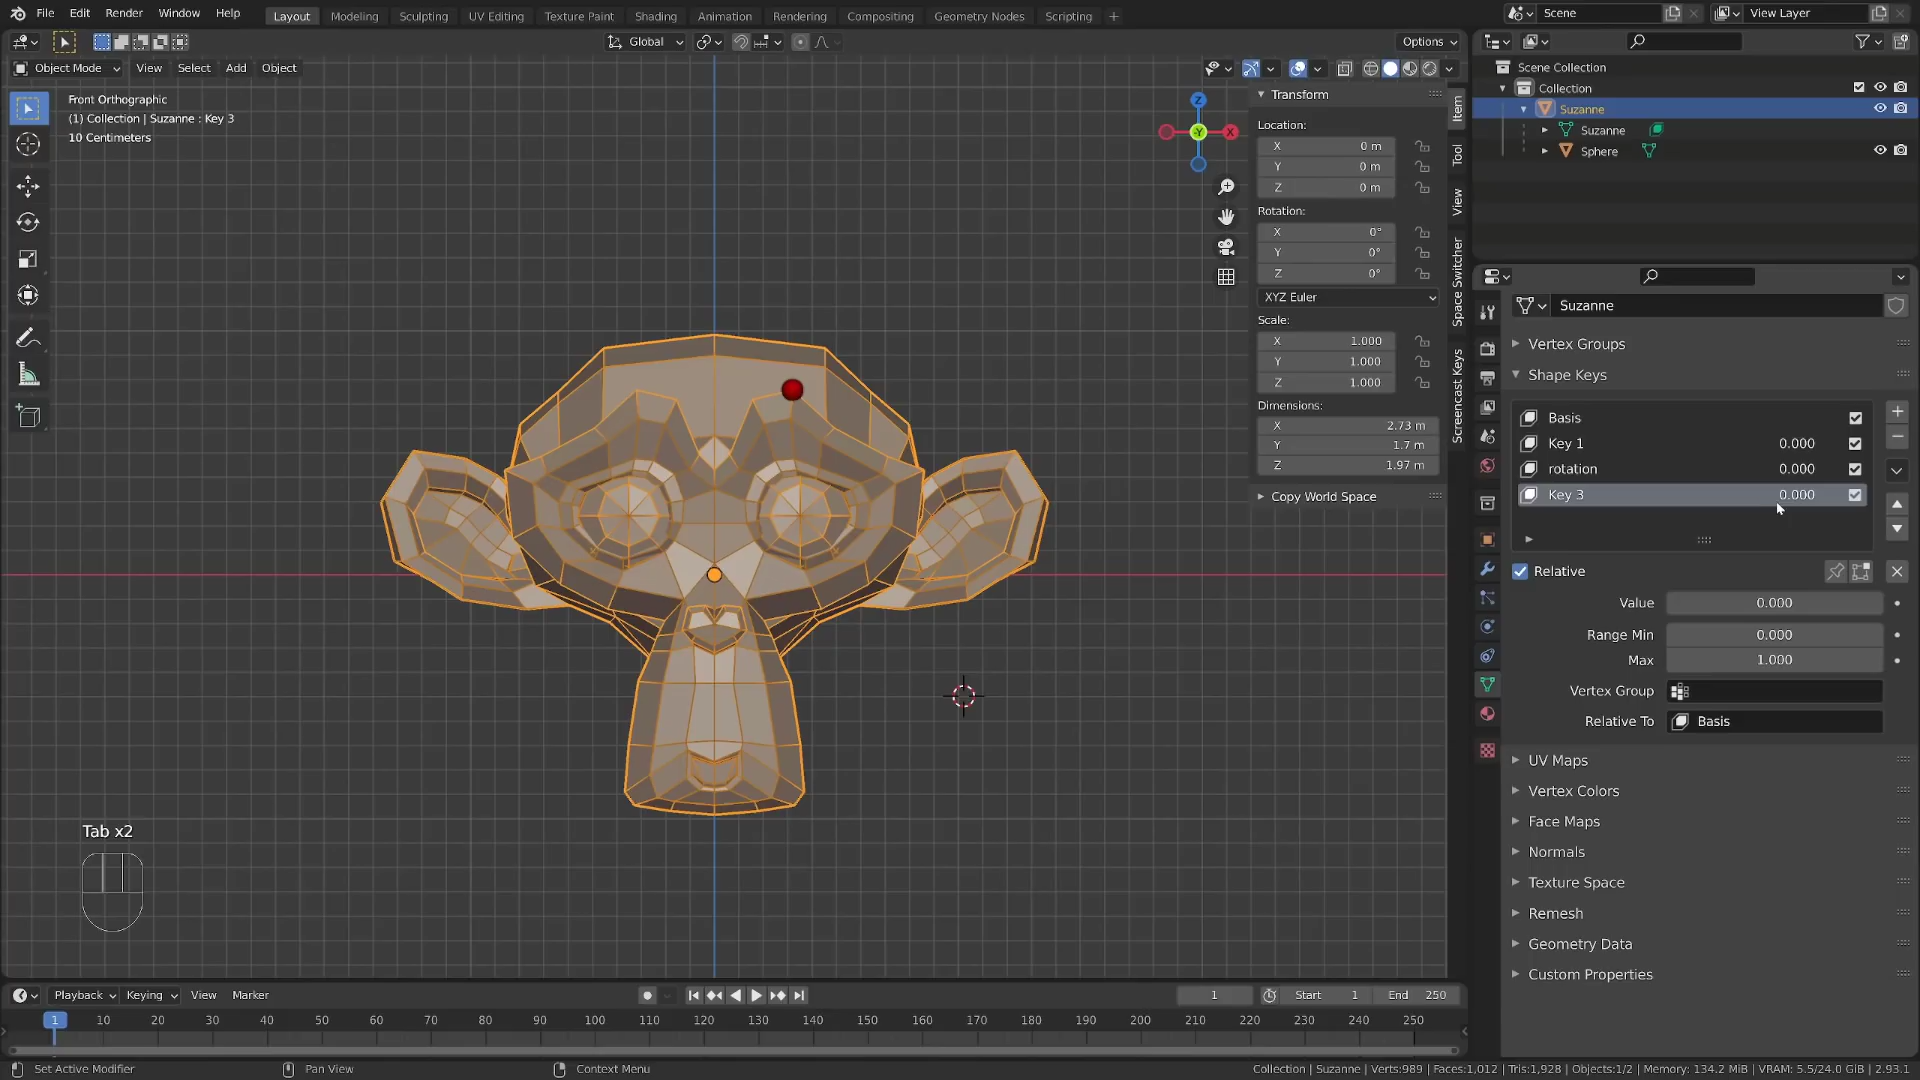 File Edit Render Window Help Layout Modeling Sculpting UV Editing Texture Paint Shading Animation Rendering Compositing Geometry Nodes Scripting + Scene View Layer
Global Options
Object Mode View Select Add Object
Front Orthographic
(1) Collection | Suzanne : Key 3
10 Centimeters
Z
Y
X
Transform
Location:
X 0 m
Y 0 m
Z 0 m
Rotation:
X 0°
Y 0°
Z 0°
XYZ Euler
Scale:
X 1.000
Y 1.000
Z 1.000
Dimensions:
X 2.73 m
Y 1.7 m
Z 1.97 m
Copy World Space
Item
Tool
View
Space Switcher
Screencast Keys
Scene Collection
Collection
Suzanne
Suzanne
Sphere
Suzanne
Vertex Groups
Shape Keys
Basis
Key 1 0.000
rotation 0.000
Key 3 0.000
Relative
Value 0.000
Range Min 0.000
Max 1.000
Vertex Group
Relative To Basis
UV Maps
Vertex Colors
Face Maps
Normals
Texture Space
Remesh
Geometry Data
Custom Properties
Tab x2
Playback Keying View Marker 1 Start 1 End 250
1 10 20 30 40 50 60 70 80 90 100 110 120 130 140 150 160 170 180 190 200 210 220 230 240 250
Set Active Modifier Pan View Context Menu Collection | Suzanne | Verts:989 | Faces:1,012 | Tris:1,928 | Objects:1/2 | Memory: 134.2 MiB | VRAM: 5.5/24.0 GiB | 2.93.1